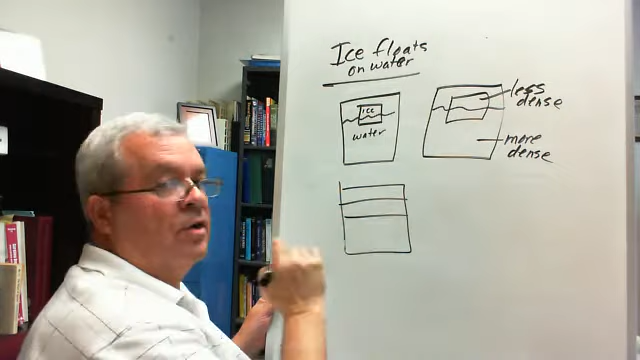 Ice floats
on water
ICE
water
less
dense
more
dense